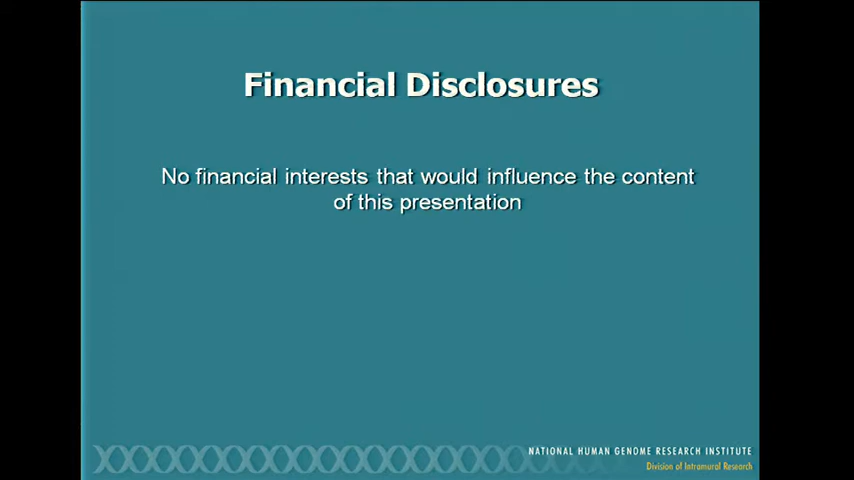 Financial Disclosures
No financial interests that would influence the content
of this presentation
NATIONAL HUMAN GENOME RESEARCH INSTITUTE
Division of Intramural Research